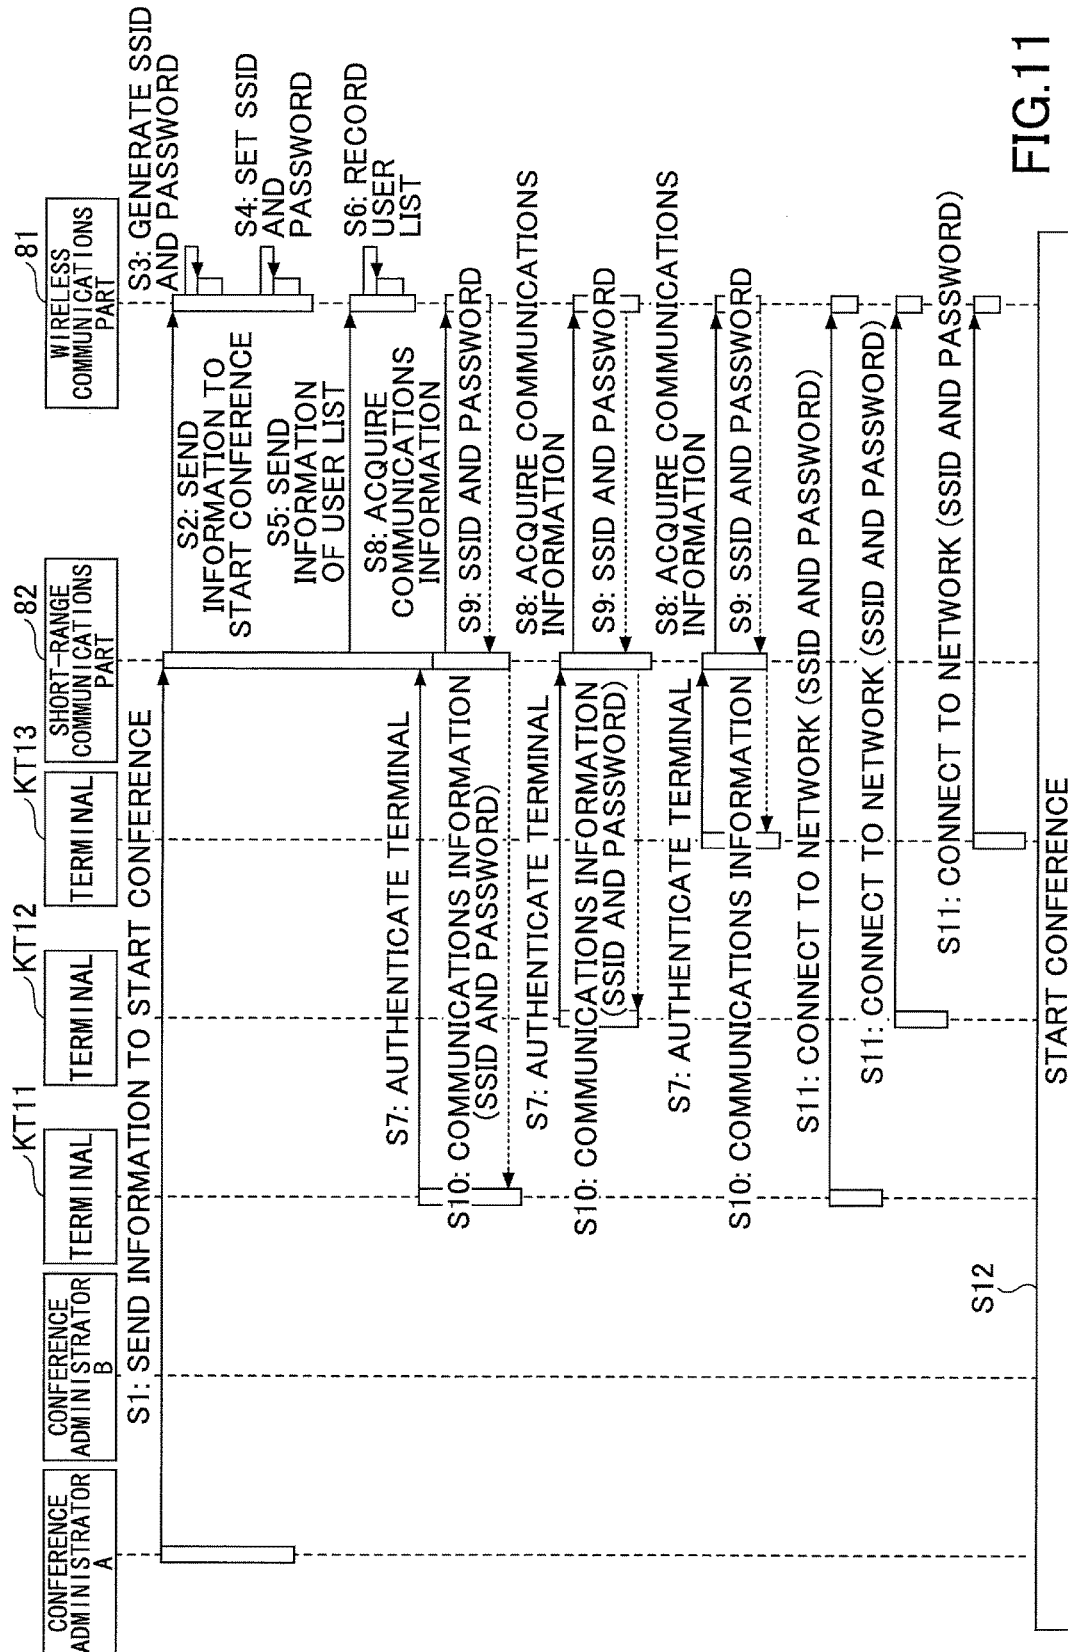 CONFERENCE
ADMINISTRATOR
A
CONFERENCE
ADMINISTRATOR
B
KT11
TERMINAL
KT12
TERMINAL
KT13
TERMINAL
82
SHORT-RANGE
COMMUNICATIONS
PART
81
WIRELESS
COMMUNICATIONS
PART
S1: SEND INFORMATION TO START CONFERENCE
S2: SEND
INFORMATION TO
START CONFERENCE
S3: GENERATE SSID
AND PASSWORD
S4: SET SSID
AND
PASSWORD
S5: SEND
INFORMATION
OF USER LIST
S6: RECORD
USER
LIST
S7: AUTHENTICATE TERMINAL
S8: ACQUIRE
COMMUNICATIONS
INFORMATION
S9: SSID AND PASSWORD
S10: COMMUNICATIONS INFORMATION
(SSID AND PASSWORD)
S7: AUTHENTICATE TERMINAL
S8: ACQUIRE COMMUNICATIONS
INFORMATION
S9: SSID AND PASSWORD
S10: COMMUNICATIONS INFORMATION
(SSID AND PASSWORD)
S7: AUTHENTICATE TERMINAL
S8: ACQUIRE COMMUNICATIONS
INFORMATION
S9: SSID AND PASSWORD
S10: COMMUNICATIONS INFORMATION
S11: CONNECT TO NETWORK (SSID AND PASSWORD)
S11: CONNECT TO NETWORK (SSID AND PASSWORD)
S11: CONNECT TO NETWORK (SSID AND PASSWORD)
S12
START CONFERENCE
FIG.11